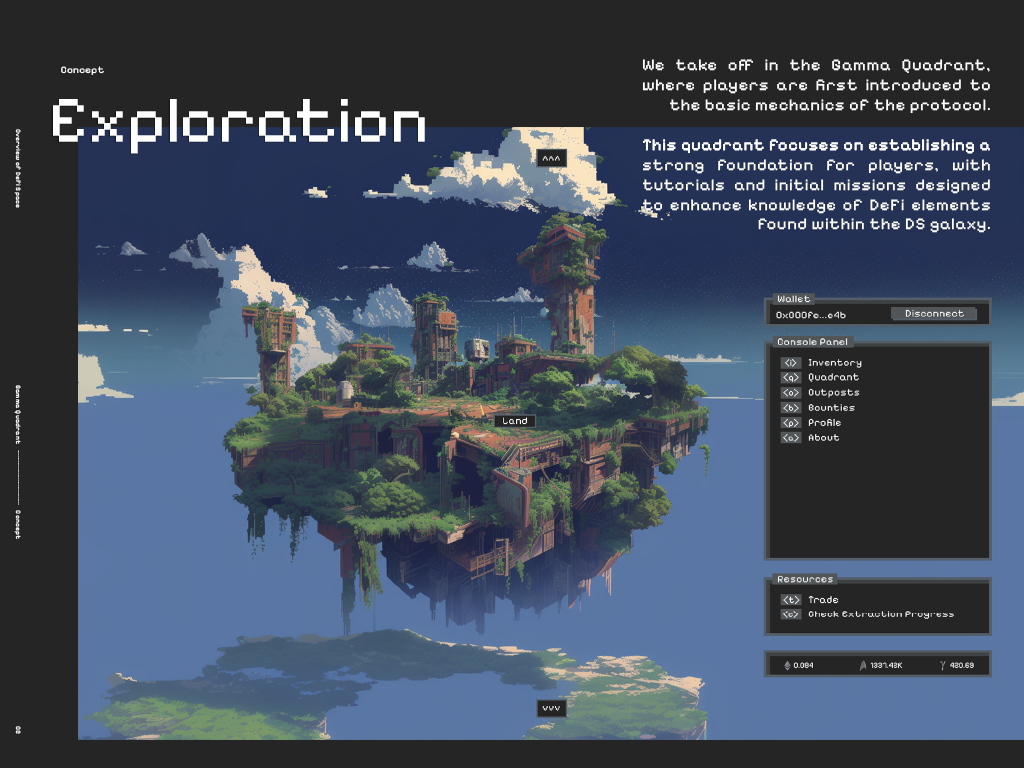 Concept
Exploration
We take off in the Gamma Quadrant,
where players are first introduced to
the basic mechanics of the protocol.
This quadrant focuses on establishing a
strong foundation for players, with
tutorials and initial missions designed
to enhance knowledge of DeFi elements
found within the DS galaxy.
Overview of DeFi Space
Gamma Quadrant
Concept
08
^^^
Land
vvv
Wallet
0x000fe...e4b
Disconnect
Console Panel
<i> Inventory
<q> Quadrant
<o> Outposts
<b> Bounties
<p> Profile
<a> About
Resources
<t> Trade
<c> Check Extraction Progress
0.084
1337.43K
420.69